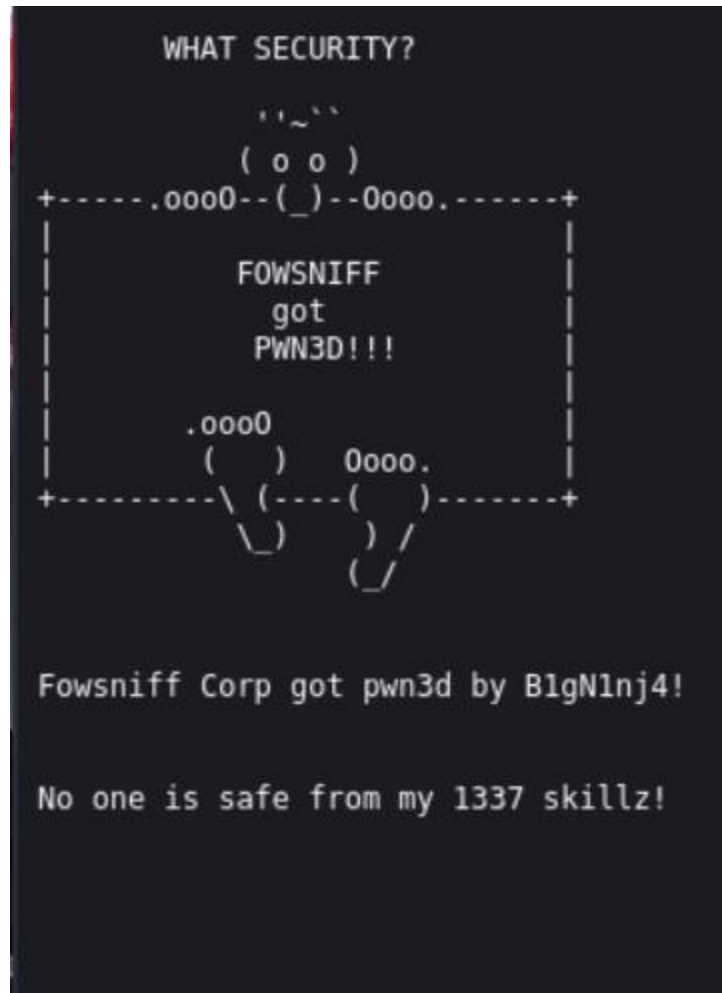 WHAT SECURITY?
''~``
( o o )
+-----.oooO--(_)--Oooo.------+
| |
| FOWSNIFF |
| got |
| PWN3D!!! |
| |
| .oooO |
| ( ) Oooo. |
+---------\ (----( )-------+
\_) ) /
(_/
Fowsniff Corp got pwn3d by B1gN1nj4!
No one is safe from my 1337 skillz!